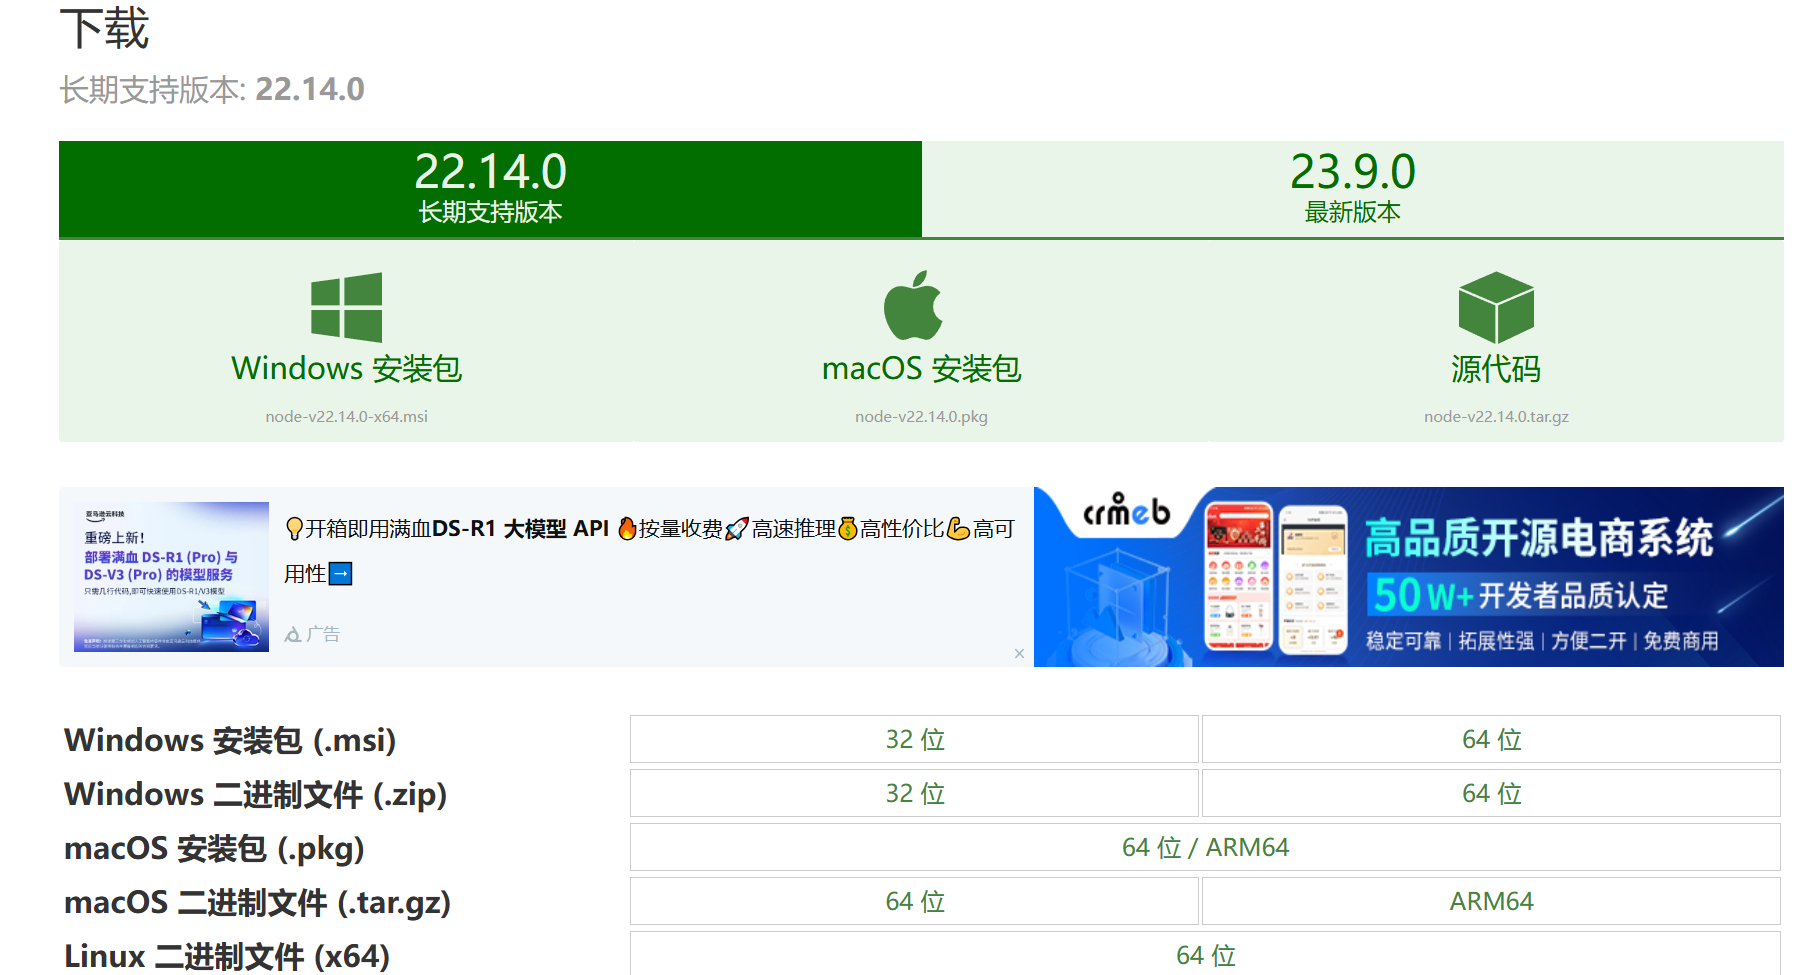 下载
长期支持版本: 22.14.0
22.14.0
长期支持版本
23.9.0
最新版本
Windows 安装包
node-v22.14.0-x64.msi
macOS 安装包
node-v22.14.0.pkg
源代码
node-v22.14.0.tar.gz
亚马逊云科技
重磅上新！
部署满血 DS-R1 (Pro) 与
DS-V3 (Pro) 的模型服务
只需几行代码,即可快速使用DS-R1/V3模型
💡开箱即用满血DS-R1 大模型 API 🔥按量收费🚀高速推理💰高性价比💪高可
用性➡️
广告
×
crmeb
高品质开源电商系统
50W+开发者品质认定
稳定可靠 | 拓展性强 | 方便二开 | 免费商用
Windows 安装包 (.msi) 32 位 64 位
Windows 二进制文件 (.zip) 32 位 64 位
macOS 安装包 (.pkg) 64 位 / ARM64
macOS 二进制文件 (.tar.gz) 64 位 ARM64
Linux 二进制文件 (x64) 64 位